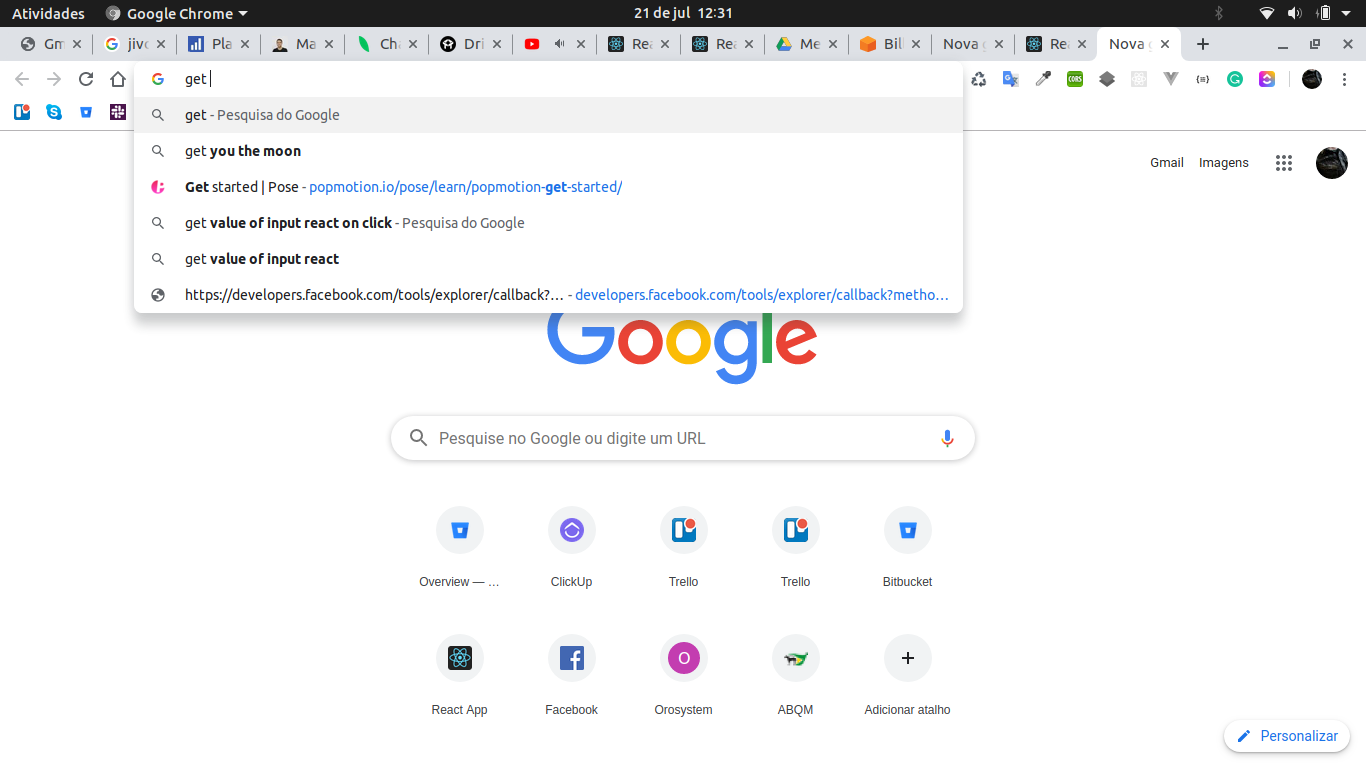 Atividades Google Chrome 21 de jul 12:31
Gm jivo Pla Ma Cha Dri Rea Rea Me Bill Nova g Rea Nova g
get
get - Pesquisa do Google
get you the moon
Get started | Pose - popmotion.io/pose/learn/popmotion-get-started/
get value of input react on click - Pesquisa do Google
get value of input react
https://developers.facebook.com/tools/explorer/callback?… - developers.facebook.com/tools/explorer/callback?metho…
CORS
Gmail Imagens
Google
Pesquise no Google ou digite um URL
Overview — … ClickUp Trello Trello Bitbucket
O
React App Facebook Orosystem ABQM Adicionar atalho
Personalizar